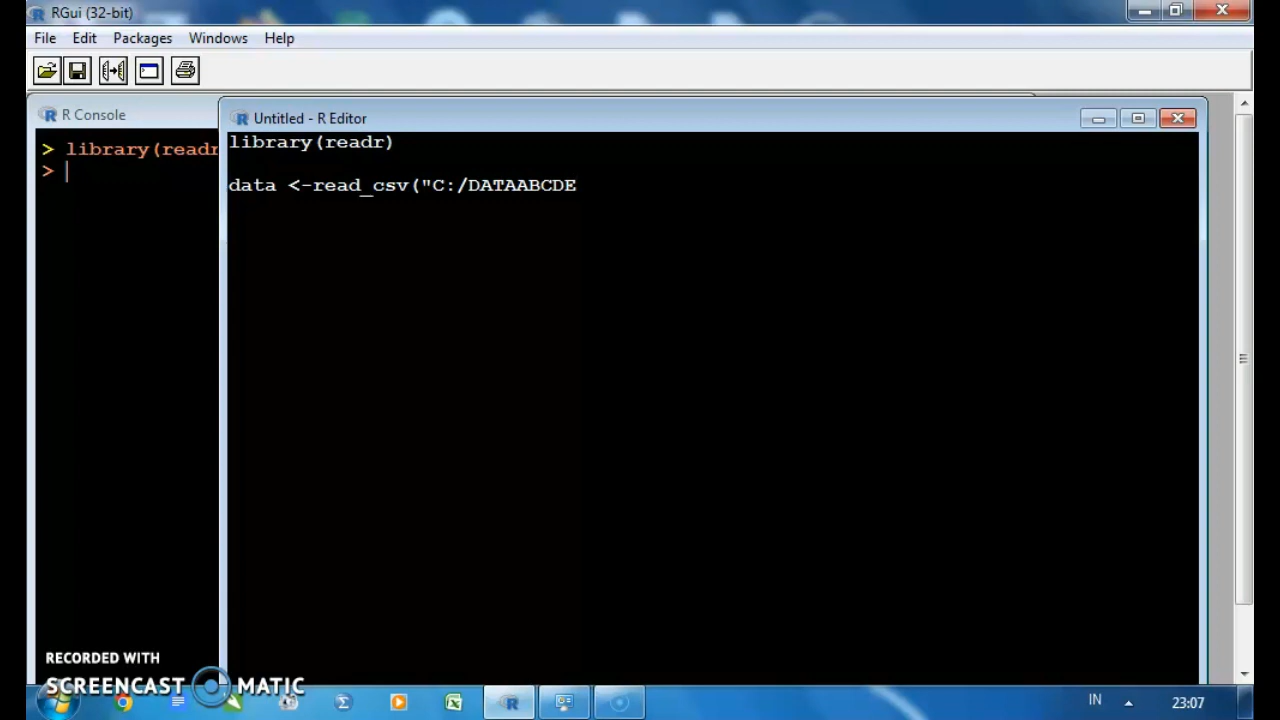 RGui (32-bit)
File Edit Packages Windows Help
R Console
Untitled - R Editor
> library(readr
>
library(readr)
data <-read_csv("C:/DATAABCDE
RECORDED WITH
SCREENCAST MATIC
IN
23:07